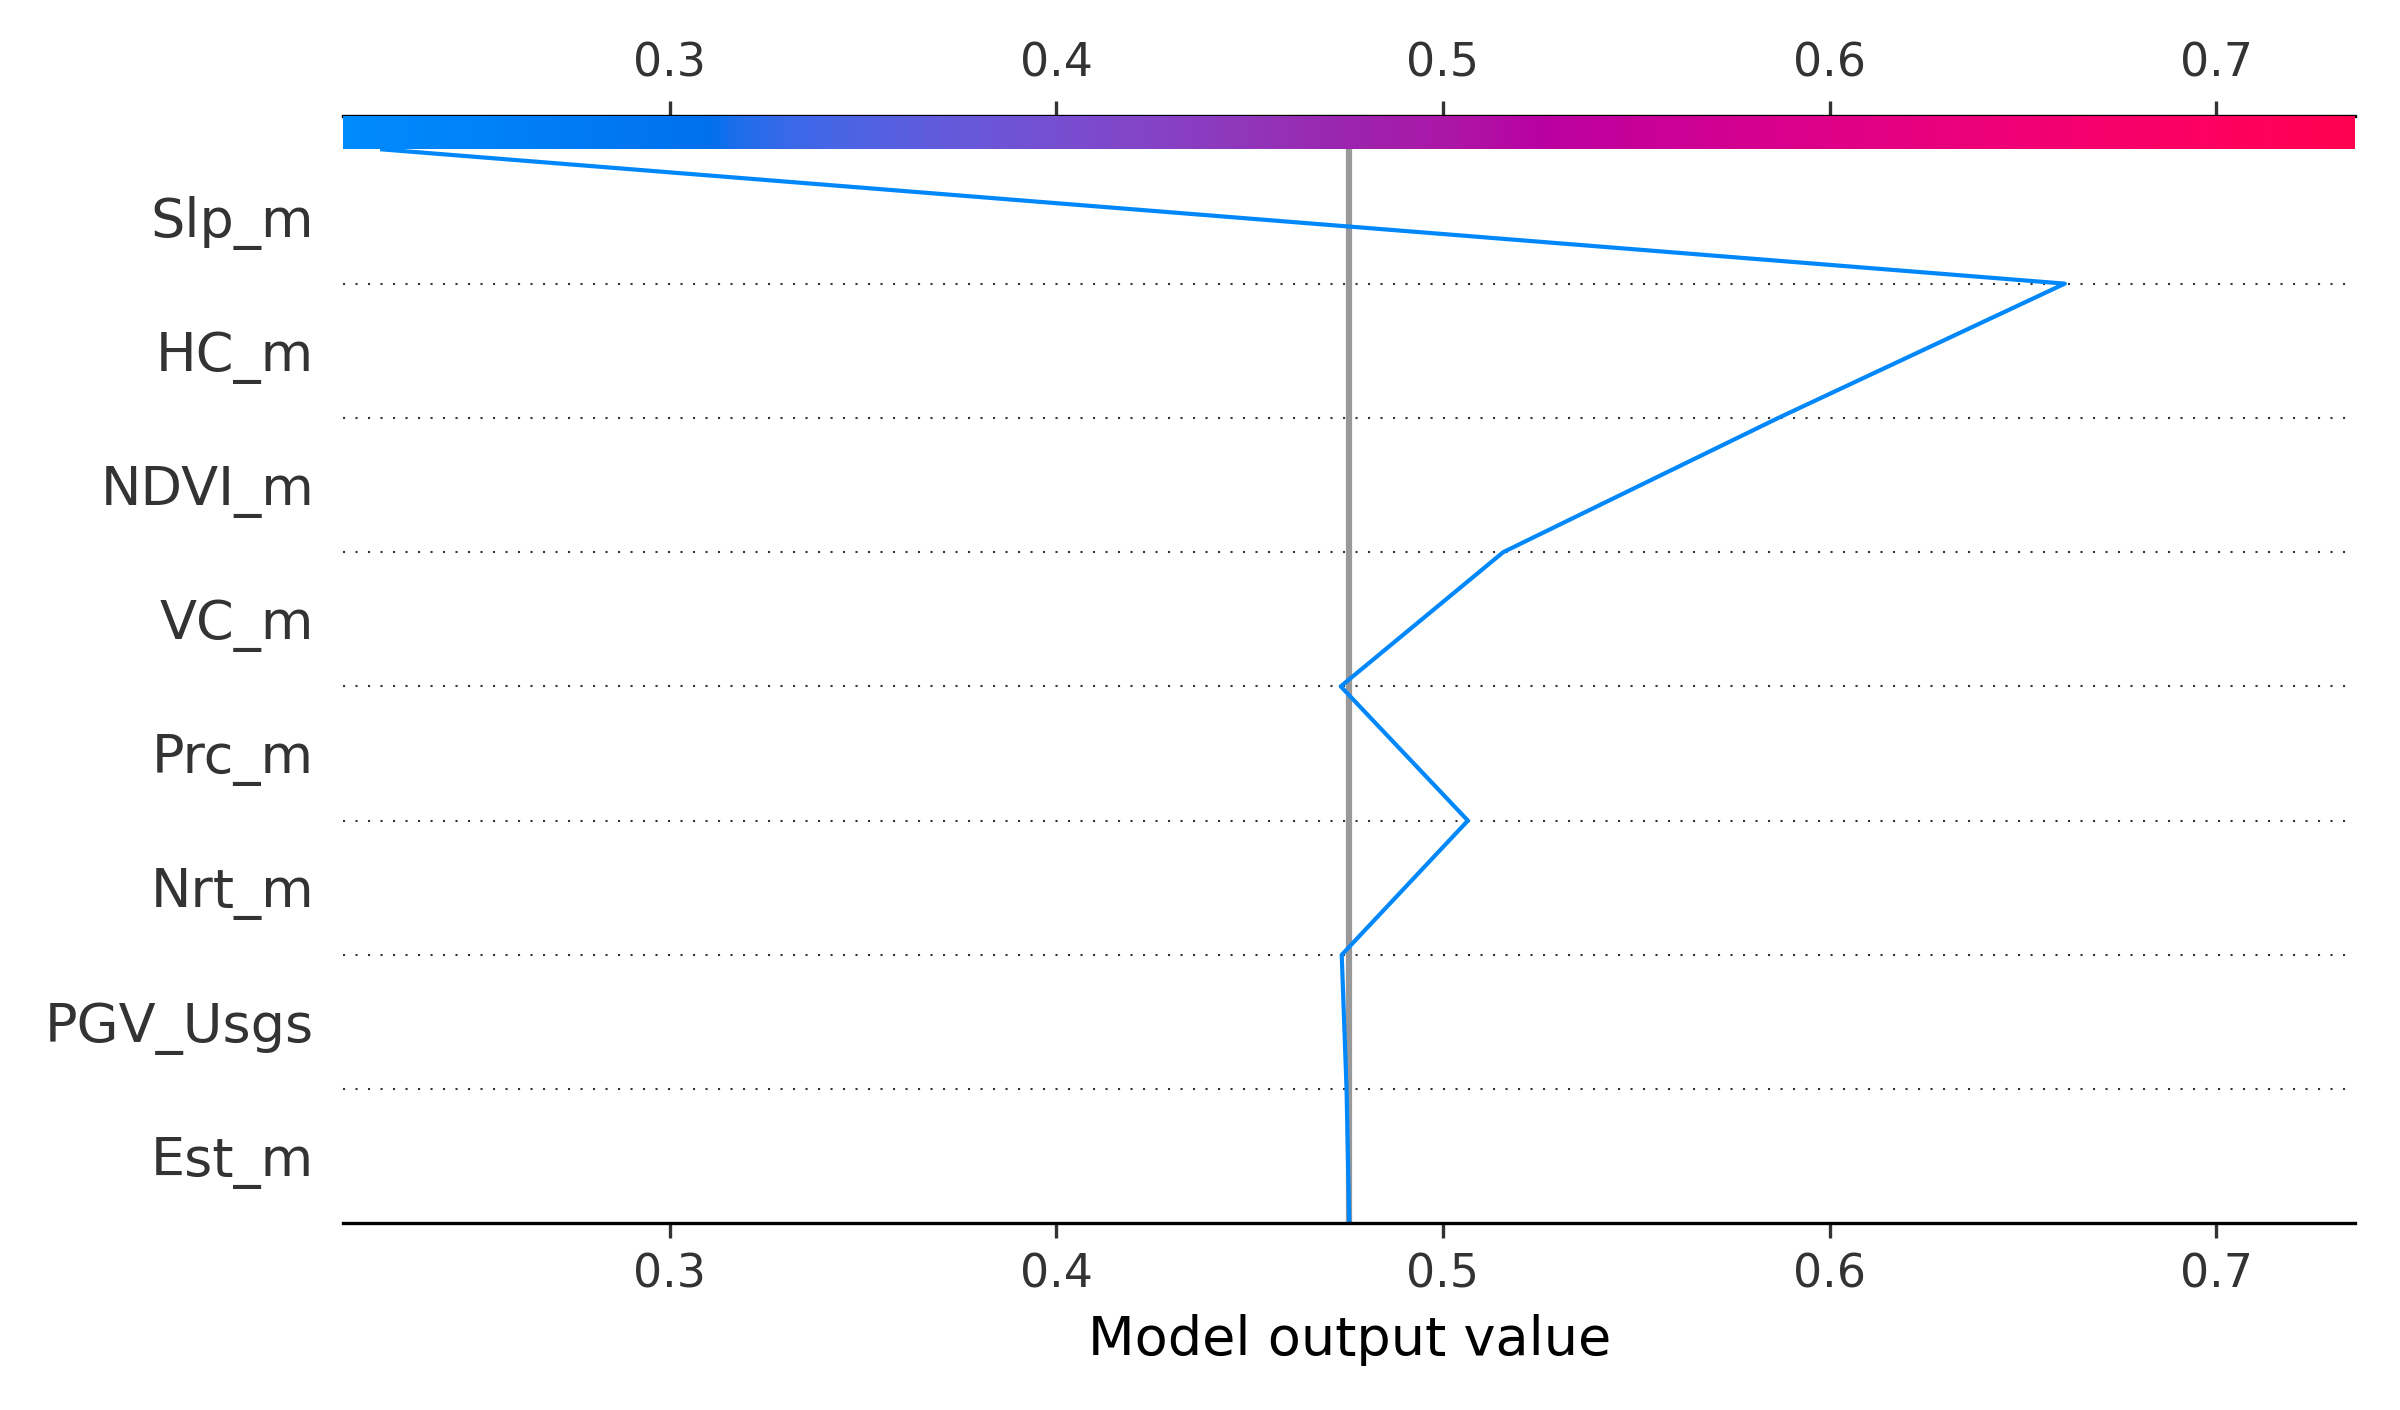 0.3 0.4 0.5 0.6 0.7
Slp_m
HC_m
NDVI_m
VC_m
Prc_m
Nrt_m
PGV_Usgs
Est_m
0.3 0.4 0.5 0.6 0.7
Model output value